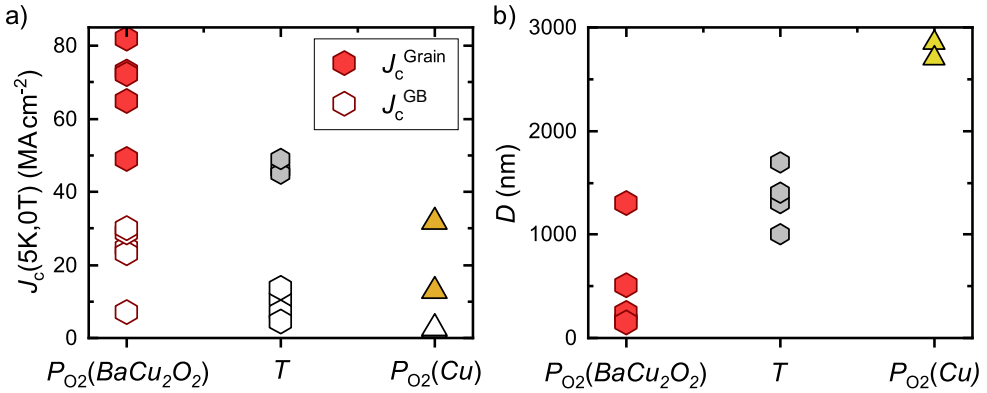 a)
J_c(5K,0T) (MAcm⁻²)
80
60
40
20
0
J_c^Grain
J_c^GB
P_O2(BaCu₂O₂)
T
P_O2(Cu)
b)
D (nm)
3000
2000
1000
0
P_O2(BaCu₂O₂)
T
P_O2(Cu)